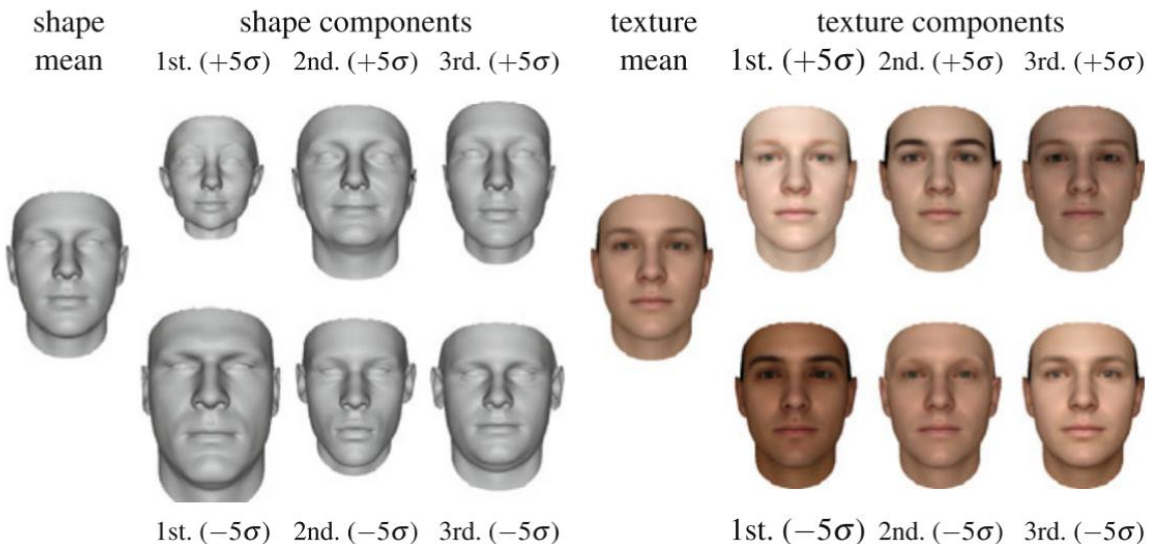 shape shape components texture texture components
mean 1st. (+5σ) 2nd. (+5σ) 3rd. (+5σ) mean 1st. (+5σ) 2nd. (+5σ) 3rd. (+5σ)
1st. (−5σ) 2nd. (−5σ) 3rd. (−5σ) 1st. (−5σ) 2nd. (−5σ) 3rd. (−5σ)